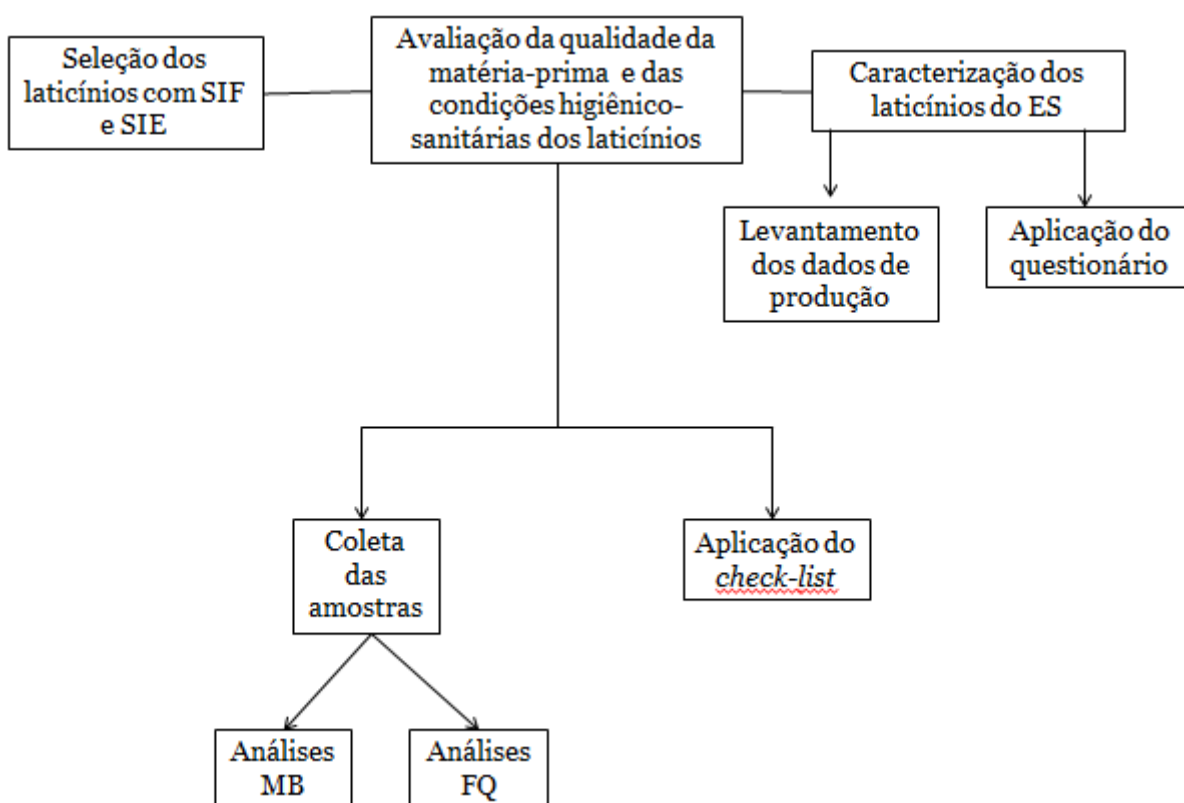 Seleção dos
laticínios com SIF
e SIE
Avaliação da qualidade da
matéria-prima e das
condições higiênico-
sanitárias dos laticínios
Caracterização dos
laticínios do ES
Levantamento
dos dados de
produção
Aplicação do
questionário
Coleta
das
amostras
Aplicação do
check-list
Análises
MB
Análises
FQ